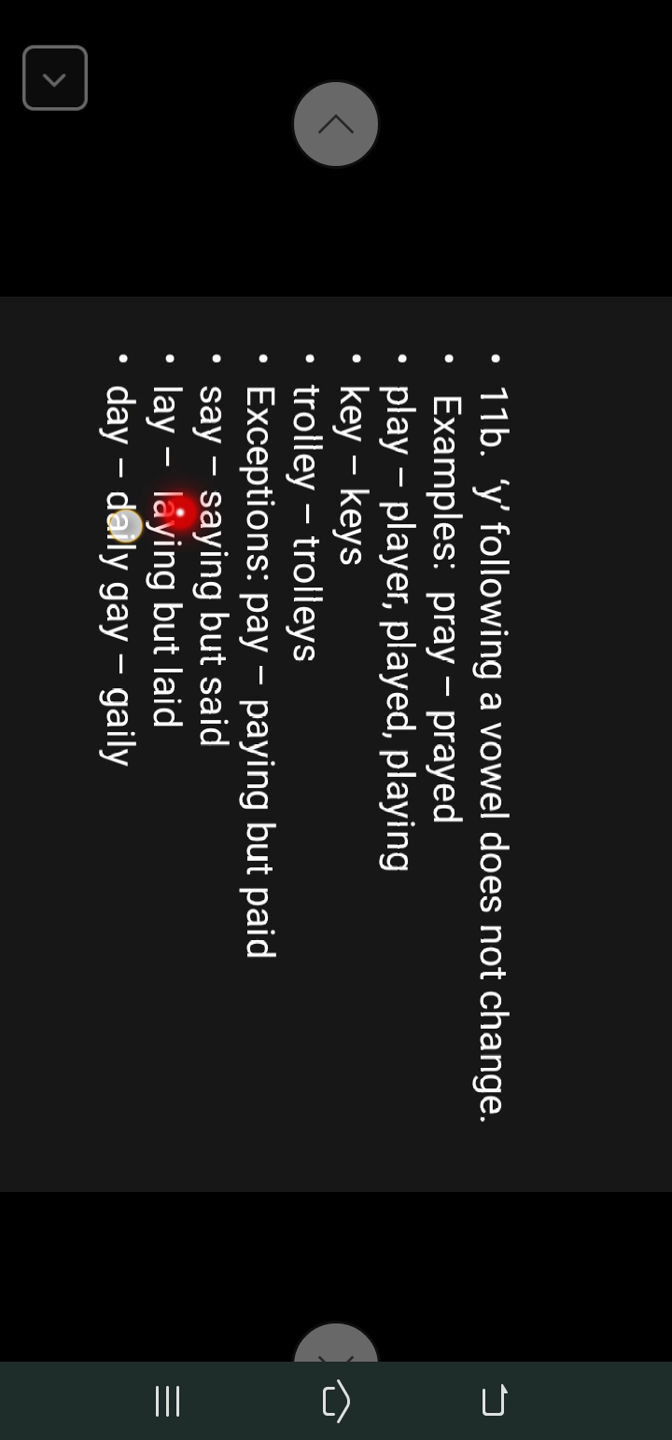 • 11b. ‘y’ following a vowel does not change.
• Examples: pray – prayed
• play – player, played, playing
• key – keys
• trolley – trolleys
• Exceptions: pay – paying but paid
• say – saying but said
• lay – laying but laid
• day – daily gay – gaily